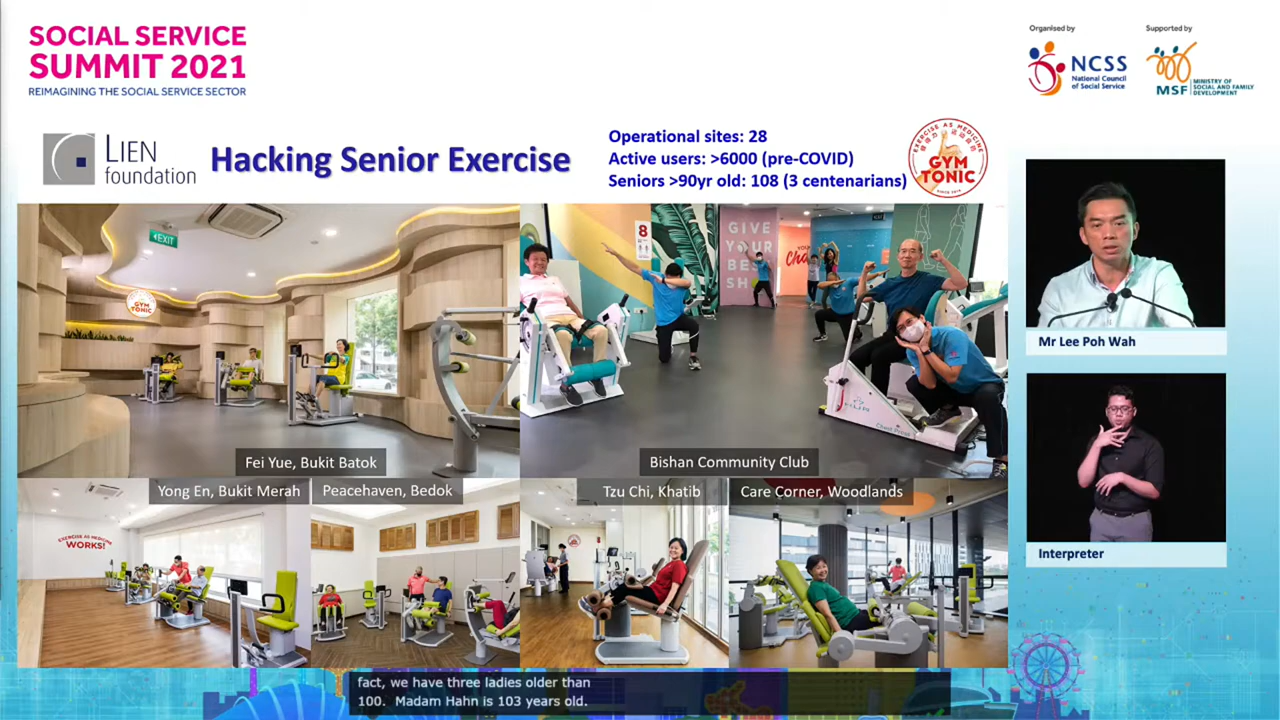 SOCIAL SERVICE
SUMMIT 2021
REIMAGINING THE SOCIAL SERVICE SECTOR
Organised by
NCSS
National Council
of Social Service
Supported by
MSF
MINISTRY OF
SOCIAL AND FAMILY
DEVELOPMENT
LIEN
foundation
Hacking Senior Exercise
Operational sites: 28
Active users: >6000 (pre-COVID)
Seniors >90yr old: 108 (3 centenarians)
EXERCISE AS MEDICINE
GYM
TONIC
EXIT
GYM
TONIC
8
GIVE
YOUR
BES
SH
Fei Yue, Bukit Batok
Bishan Community Club
Yong En, Bukit Merah
Peacehaven, Bedok
Tzu Chi, Khatib
Care Corner, Woodlands
EXERCISE AS MEDICINE
WORKS!
Chest Press
Mr Lee Poh Wah
Interpreter
fact, we have three ladies older than
100. Madam Hahn is 103 years old.